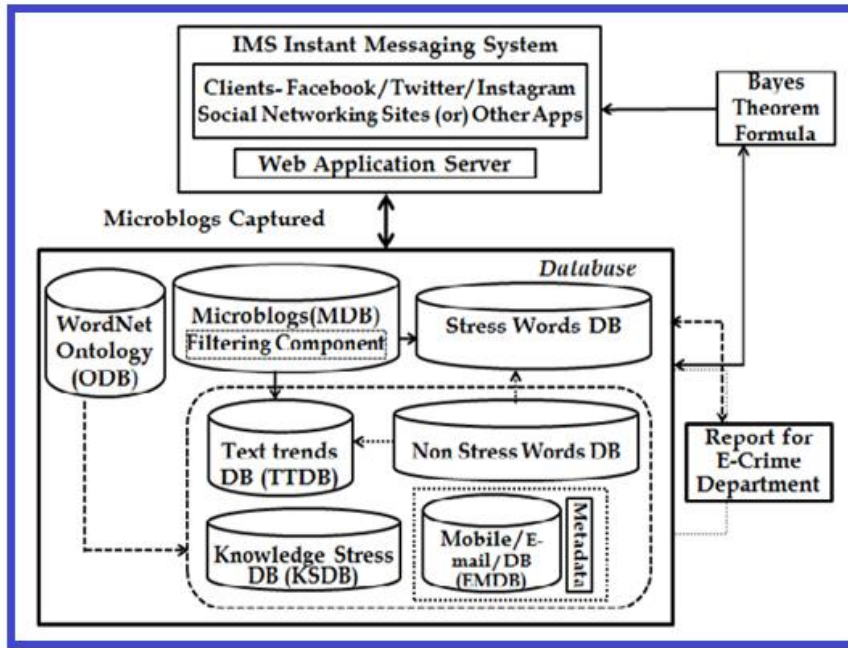 IMS Instant Messaging System
Clients- Facebook/Twitter/Instagram
Social Networking Sites (or) Other Apps
Web Application Server
Bayes
Theorem
Formula
Microblogs Captured
Database
WordNet
Ontology
(ODB)
Microblogs(MDB)
Filtering Component
Stress Words DB
Text trends
DB (TTDB)
Non Stress Words DB
Report for
E-Crime
Department
Knowledge Stress
DB (KSDB)
Mobile/E-
mail/DB
(EMDB)
Metadata